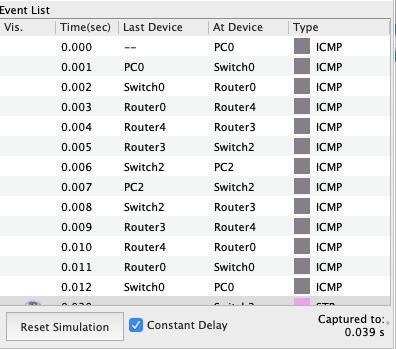 Event List
Vis. Time(sec) Last Device At Device Type
0.000 -- PC0 ICMP
0.001 PC0 Switch0 ICMP
0.002 Switch0 Router0 ICMP
0.003 Router0 Router4 ICMP
0.004 Router4 Router3 ICMP
0.005 Router3 Switch2 ICMP
0.006 Switch2 PC2 ICMP
0.007 PC2 Switch2 ICMP
0.008 Switch2 Router3 ICMP
0.009 Router3 Router4 ICMP
0.010 Router4 Router0 ICMP
0.011 Router0 Switch0 ICMP
0.012 Switch0 PC0 ICMP
Reset Simulation Constant Delay Captured to:
0.039 s